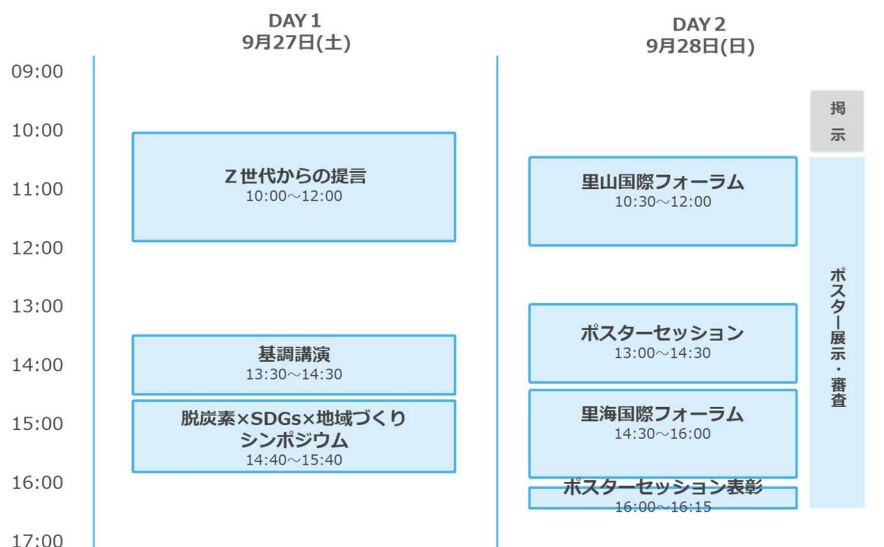 DAY 1
9月27日(土)
DAY 2
9月28日(日)
09:00
10:00
11:00
12:00
13:00
14:00
15:00
16:00
17:00
Z世代からの提言
10:00～12:00
基調講演
13:30～14:30
脱炭素×SDGs×地域づくり
シンポジウム
14:40～15:40
里山国際フォーラム
10:30～12:00
ポスターセッション
13:00～14:30
里海国際フォーラム
14:30～16:00
ポスターセッション表彰
16:00～16:15
掲示
ポスター展示・審査